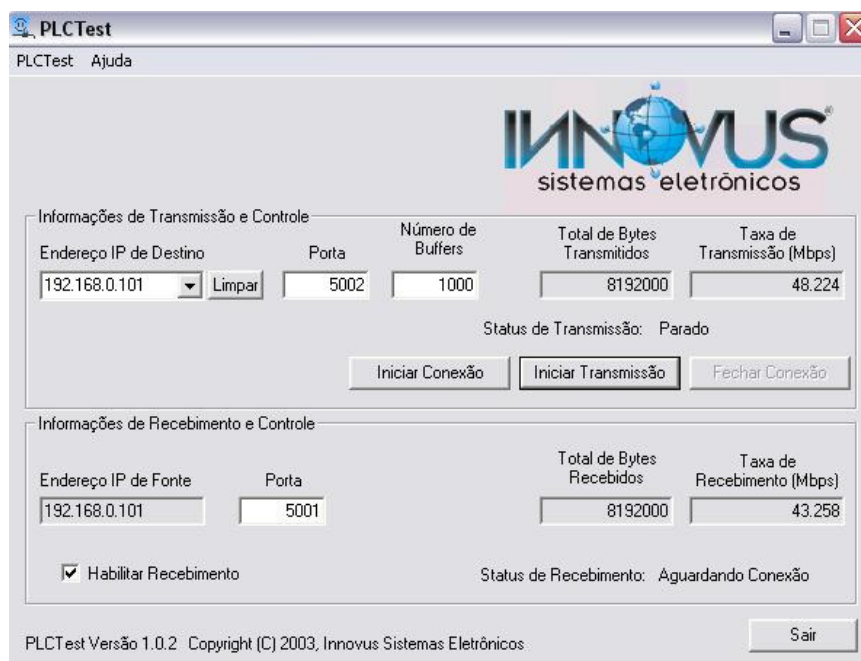 PLCTest
PLCTest Ajuda
INNOVUS®
sistemas eletrônicos
Informações de Transmissão e Controle
Endereço IP de Destino Porta Número de Buffers Total de Bytes Transmitidos Taxa de Transmissão (Mbps)
192.168.0.101 Limpar 5002 1000 8192000 48.224
Status de Transmissão: Parado
Iniciar Conexão Iniciar Transmissão Fechar Conexão
Informações de Recebimento e Controle
Endereço IP de Fonte Porta Total de Bytes Recebidos Taxa de Recebimento (Mbps)
192.168.0.101 5001 8192000 43.258
Habilitar Recebimento Status de Recebimento: Aguardando Conexão
PLCTest Versão 1.0.2 Copyright (C) 2003, Innovus Sistemas Eletrônicos Sair